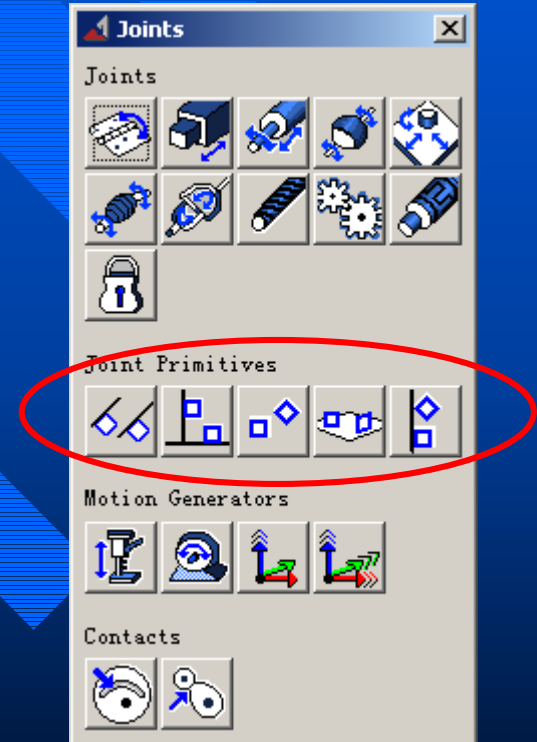 Joints
Joints
Joint Primitives
Motion Generators
Contacts